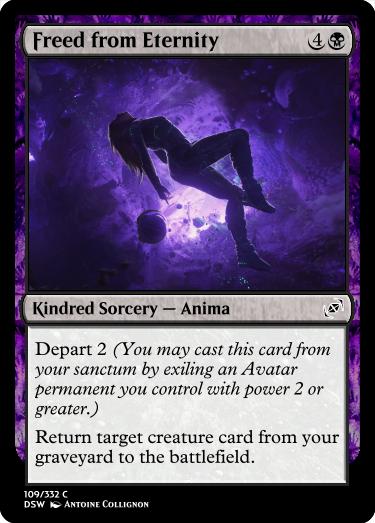 Freed from Eternity 4
Kindred Sorcery — Anima
Depart 2 (You may cast this card from
your sanctum by exiling an Avatar
permanent you control with power 2 or
greater.)
Return target creature card from your
graveyard to the battlefield.
109/332 C
DSW Antoine Collignon